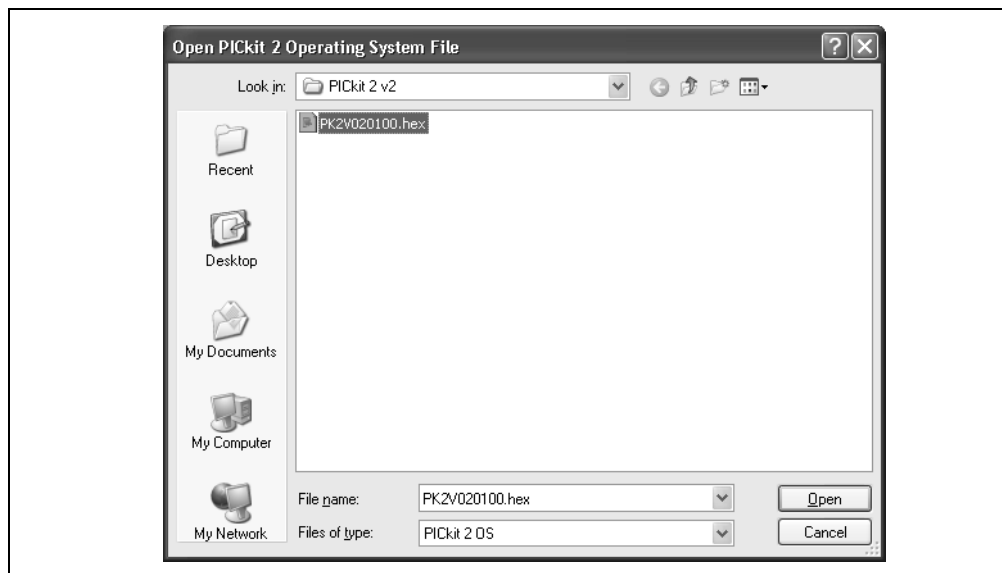 Open PICkit 2 Operating System File
Look in: PICkit 2 v2
PK2V020100.hex
Recent
Desktop
My Documents
My Computer
My Network
File name: PK2V020100.hex Open
Files of type: PICkit 2 OS Cancel